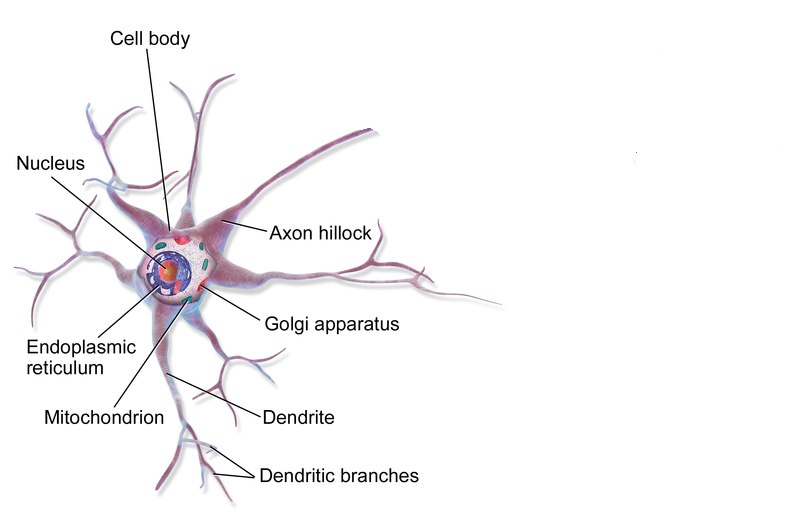 Cell body
Nucleus
Axon hillock
Golgi apparatus
Endoplasmic
reticulum
Mitochondrion
Dendrite
Dendritic branches